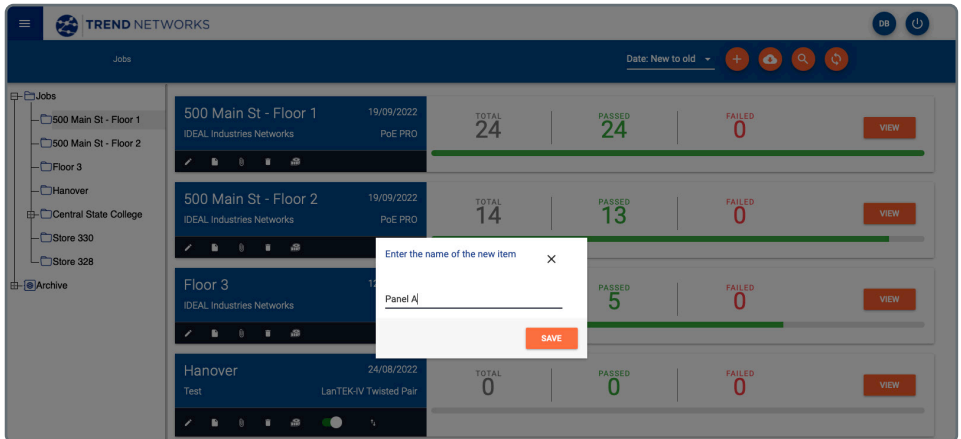 TREND NETWORKS
DB
Jobs
Date: New to old
Jobs
500 Main St - Floor 1
500 Main St - Floor 2
Floor 3
Hanover
Central State College
Store 330
Store 328
Archive
500 Main St - Floor 1 19/09/2022
IDEAL Industries Networks PoE PRO
TOTAL PASSED FAILED
24 24 0
VIEW
500 Main St - Floor 2 19/09/2022
IDEAL Industries Networks PoE PRO
TOTAL PASSED FAILED
14 13 0
VIEW
Enter the name of the new item
Panel A
SAVE
Floor 3
IDEAL Industries Networks
PASSED FAILED
5 0
VIEW
Hanover 24/08/2022
Test LanTEK-IV Twisted Pair
TOTAL PASSED FAILED
0 0 0
VIEW